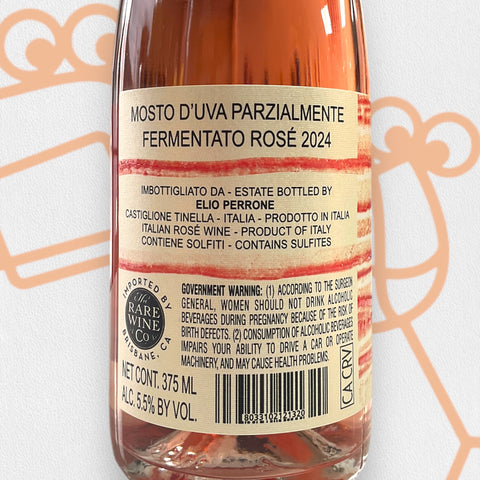 MOSTO D'UVA PARZIALMENTE
FERMENTATO ROSÉ 2024
IMBOTTIGLIATO DA - ESTATE BOTTLED BY
ELIO PERRONE
CASTIGLIONE TINELLA - ITALIA - PRODOTTO IN ITALIA
ITALIAN ROSÉ WINE - PRODUCT OF ITALY
CONTIENE SOLFITI - CONTAINS SULFITES
IMPORTED BY
The
RARE
WINE
Co
BRISBANE, CA
GOVERNMENT WARNING: (1) ACCORDING TO THE SURGEON
GENERAL, WOMEN SHOULD NOT DRINK ALCOHOLIC
BEVERAGES DURING PREGNANCY BECAUSE OF THE RISK OF
BIRTH DEFECTS. (2) CONSUMPTION OF ALCOHOLIC BEVERAGES
IMPAIRS YOUR ABILITY TO DRIVE A CAR OR OPERATE
MACHINERY, AND MAY CAUSE HEALTH PROBLEMS.
NET CONT. 375 ML
ALC. 5.5% BY VOL.
8033102121320
CA CRV